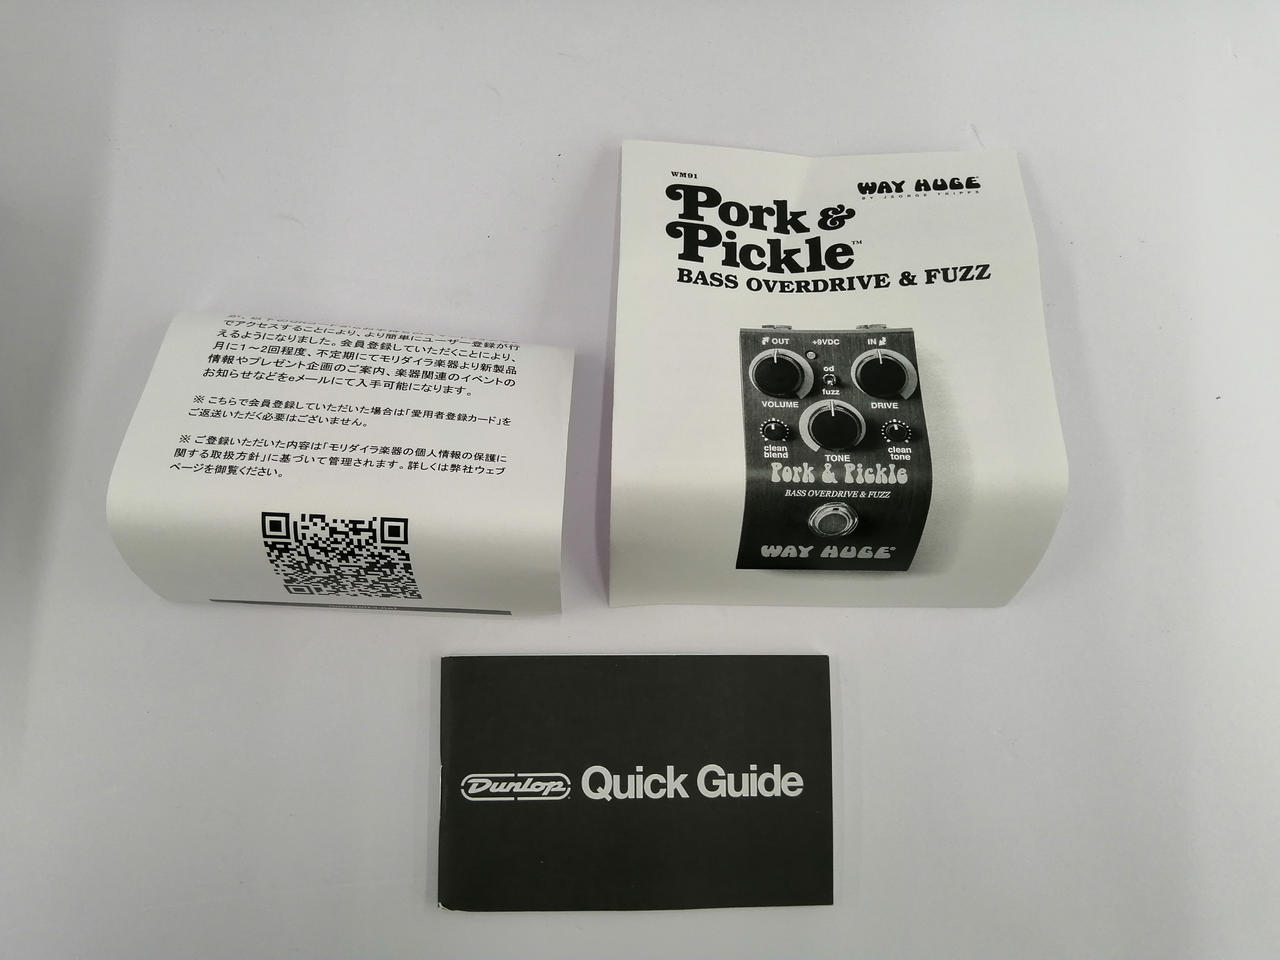 でアクセスすることにより、より簡単にユーザー登録が行
えるようになりました。会員登録していただくことにより、
月に1〜2回程度、不定期にてモリダイラ楽器より新製品
情報やプレゼント企画のご案内、楽器関連のイベントの
お知らせなどをeメールにて入手可能になります。
※ こちらで会員登録していただいた場合は「愛用者登録カード」を
ご返送いただく必要はございません。
※ ご登録いただいた内容は「モリダイラ楽器の個人情報の保護に
関する取扱方針」に基づいて管理されます。詳しくは弊社ウェブ
ページを御覧ください。
WM91
Pork &
Pickle™
BASS OVERDRIVE & FUZZ
WAY HUGE®
BY JEORGE TRIPPS
OUT +9VDC IN
od
fuzz
VOLUME DRIVE
clean
blend
TONE
clean
tone
Pork & Pickle
BASS OVERDRIVE & FUZZ
WAY HUGE®
Dunlop Quick Guide